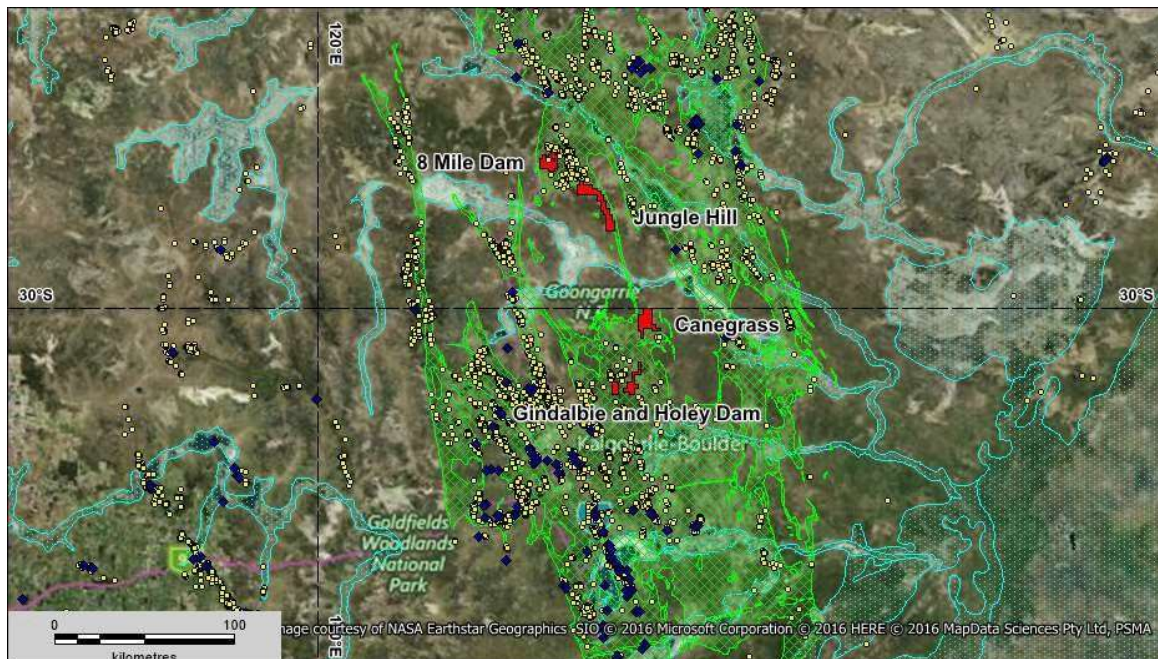 120°E
8 Mile Dam
Jungle Hill
30°S
30°S
Goongarrie
N.P.
Canegrass
Gindalbie and Holey Dam
Kalgoorlie-Boulder
Goldfields
Woodlands
National
Park
0
100
kilometres
120°E
mage courtesy of NASA Earthstar Geographics SIO © 2016 Microsoft Corporation © 2016 HERE © 2016 MapData Sciences Pty Ltd, PSMA